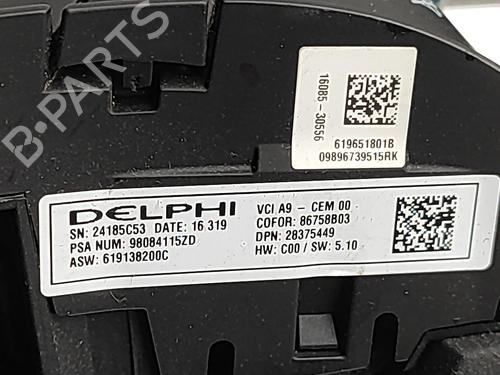 B-PARTS
16085 - 30556
619651801B
09896739515RK
DELPHI
SN: 24185C53 DATE: 16 319
PSA NUM: 98084115ZD
ASW: 619138200C
VCI A9 - CEM 00
COFOR: 86758B03
DPN: 28375449
HW: C00 / SW: 5.10